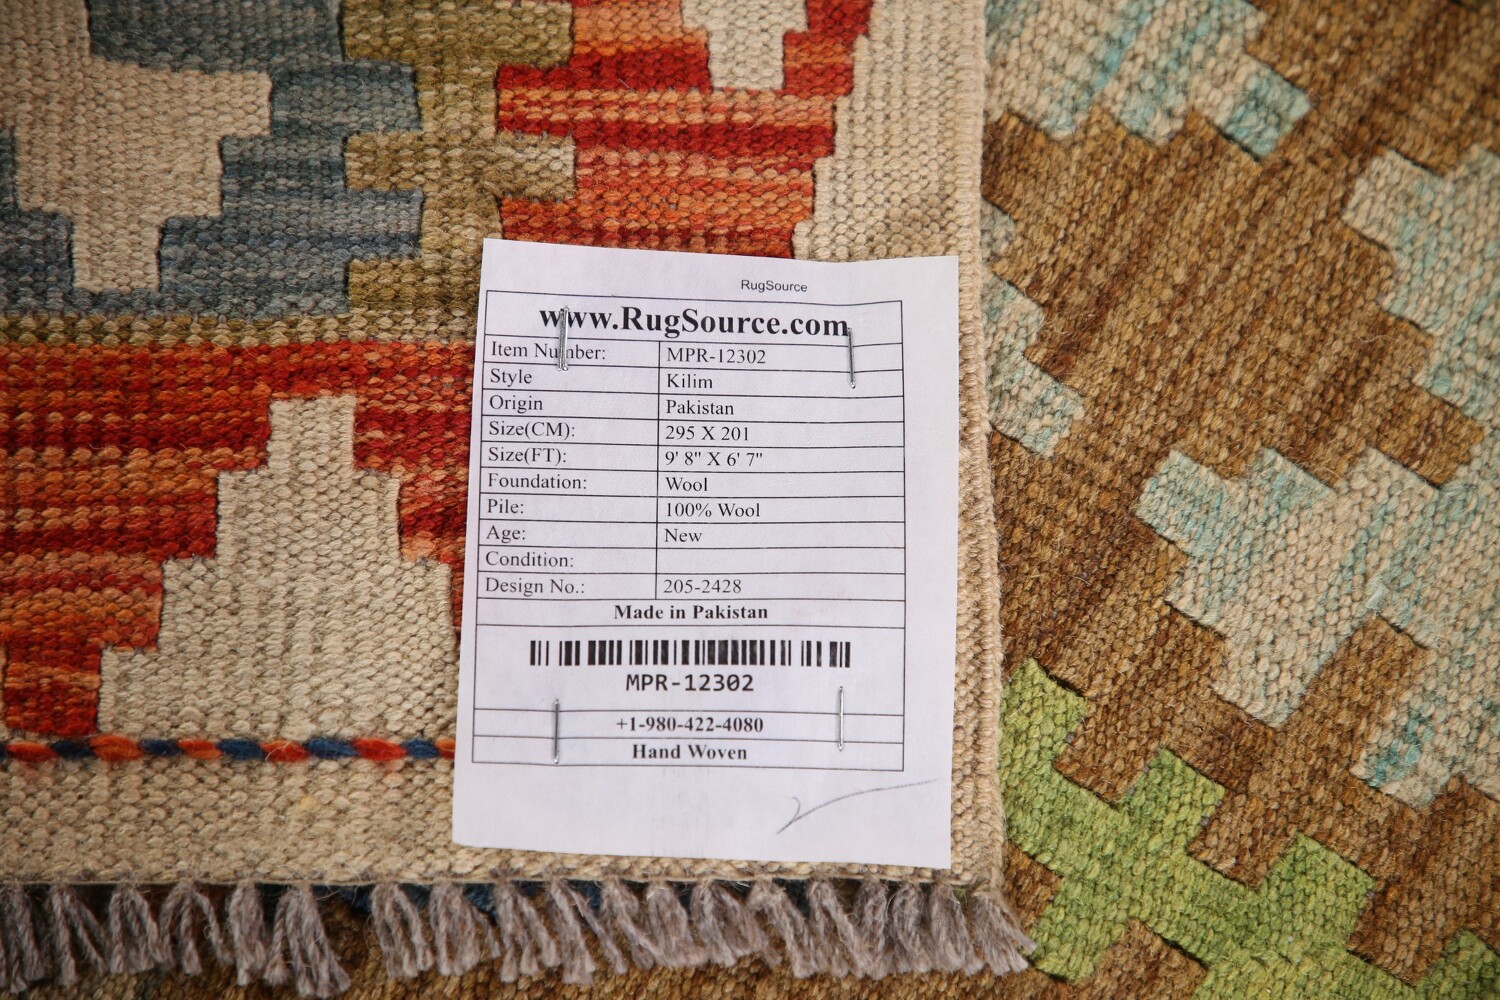 RugSource
www.RugSource.com
Item Number: MPR-12302
Style Kilim
Origin Pakistan
Size(CM): 295 X 201
Size(FT): 9' 8" X 6' 7"
Foundation: Wool
Pile: 100% Wool
Age: New
Condition:
Design No.: 205-2428
Made in Pakistan
MPR-12302
+1-980-422-4080
Hand Woven